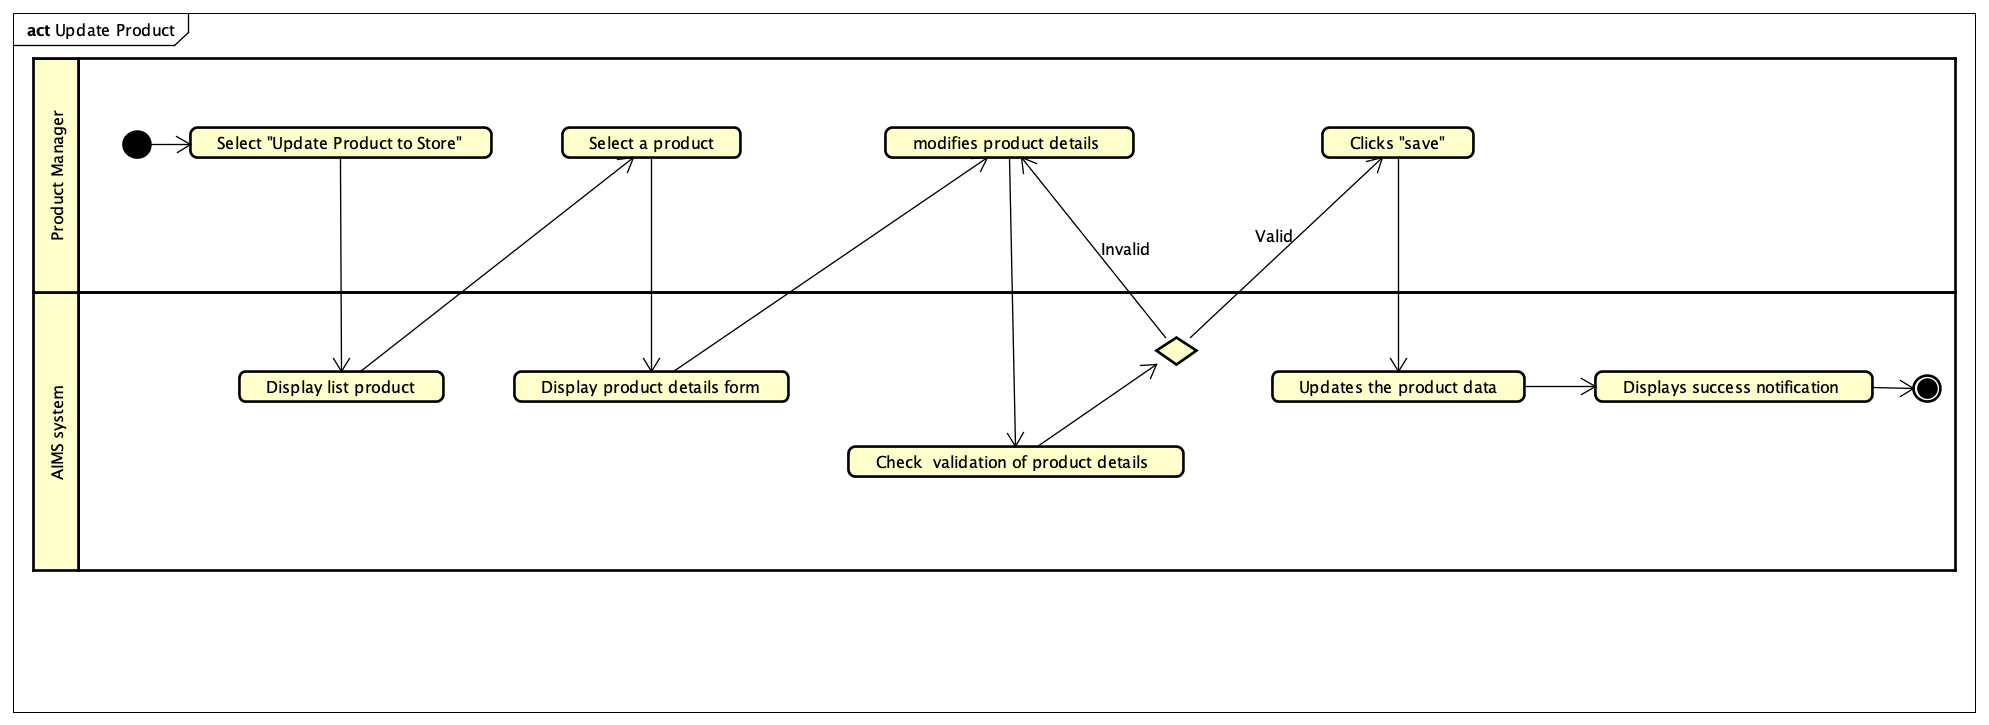 act Update Product
Product Manager
Select "Update Product to Store"
Select a product
modifies product details
Clicks "save"
Invalid
Valid
AIMS system
Display list product
Display product details form
Updates the product data
Displays success notification
Check  validation of product details